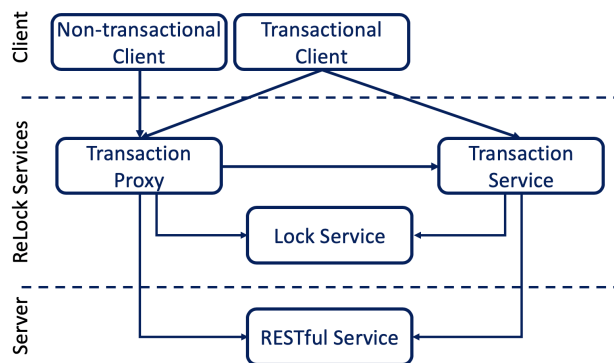 Client
Non-transactional
Client
Transactional
Client
ReLock Services
Transaction
Proxy
Transaction
Service
Lock Service
Server
RESTful Service